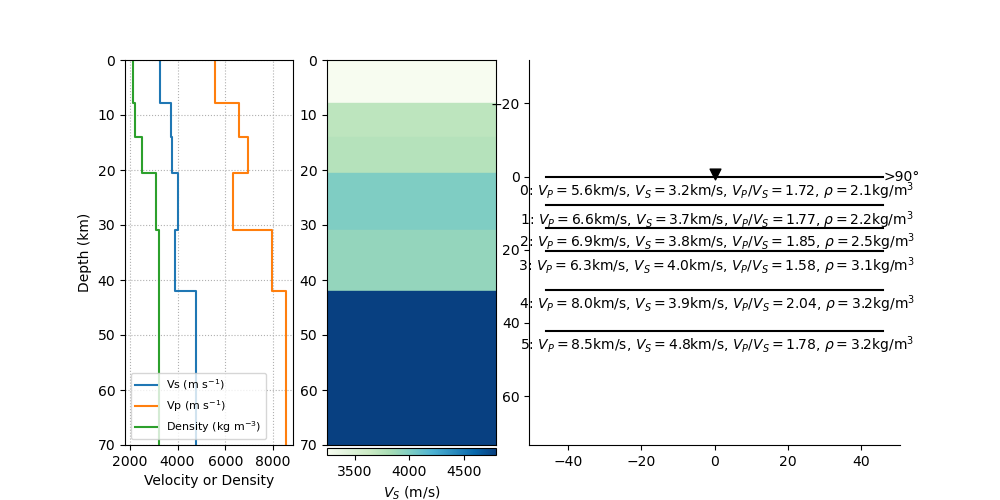 0
10
20
30
40
50
60
70
Depth (km)
2000 4000 6000 8000
Velocity or Density
Vs (m s⁻¹)
Vp (m s⁻¹)
Density (kg m⁻³)
0
10
20
30
40
50
60
70
3500 4000 4500
V_S (m/s)
−20
0
20
40
60
−40 −20 0 20 40
>90°
0: V_P = 5.6km/s, V_S = 3.2km/s, V_P/V_S = 1.72, ρ = 2.1kg/m³
1: V_P = 6.6km/s, V_S = 3.7km/s, V_P/V_S = 1.77, ρ = 2.2kg/m³
2: V_P = 6.9km/s, V_S = 3.8km/s, V_P/V_S = 1.85, ρ = 2.5kg/m³
3: V_P = 6.3km/s, V_S = 4.0km/s, V_P/V_S = 1.58, ρ = 3.1kg/m³
4: V_P = 8.0km/s, V_S = 3.9km/s, V_P/V_S = 2.04, ρ = 3.2kg/m³
5: V_P = 8.5km/s, V_S = 4.8km/s, V_P/V_S = 1.78, ρ = 3.2kg/m³